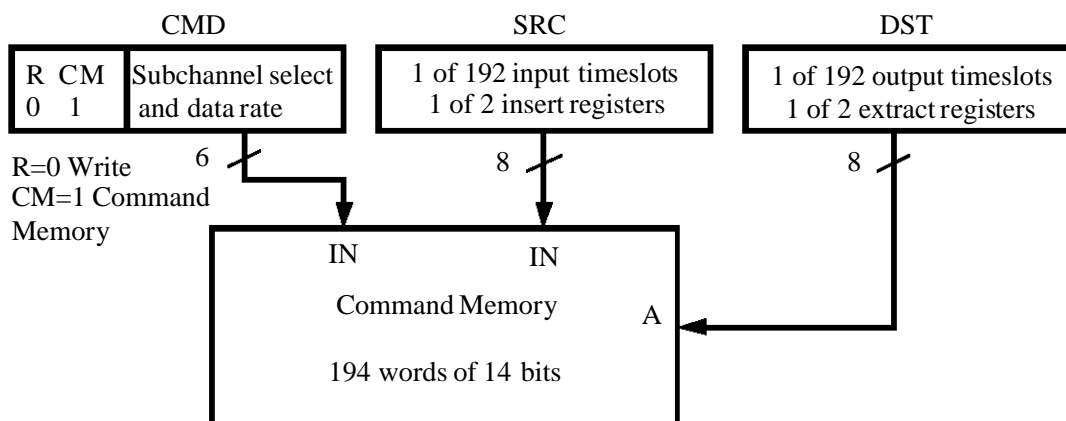 CMD
SRC
DST
R CM
0 1
Subchannel select
and data rate
1 of 192 input timeslots
1 of 2 insert registers
1 of 192 output timeslots
1 of 2 extract registers
6
8
8
R=0 Write
CM=1 Command
Memory
IN
IN
Command Memory
A
194 words of 14 bits